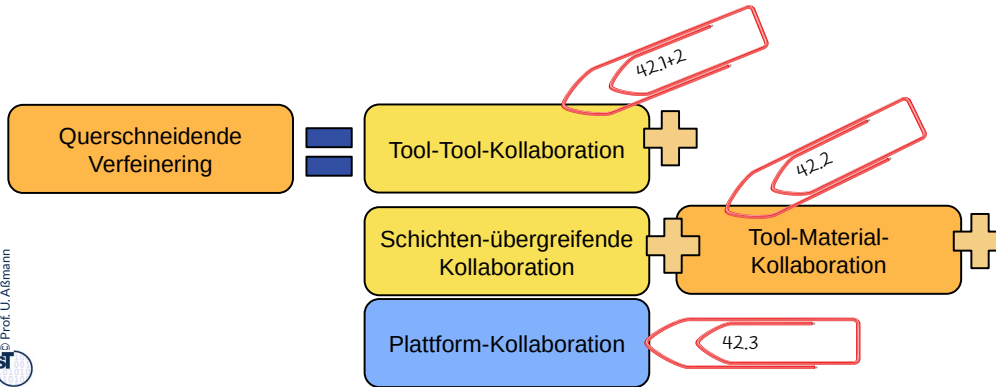 42.1+2
Querschneidende
Verfeinering
Tool-Tool-Kollaboration
42.2
Schichten-übergreifende
Kollaboration
Tool-Material-
Kollaboration
Plattform-Kollaboration
42.3
© Prof. U. Aßmann
ST